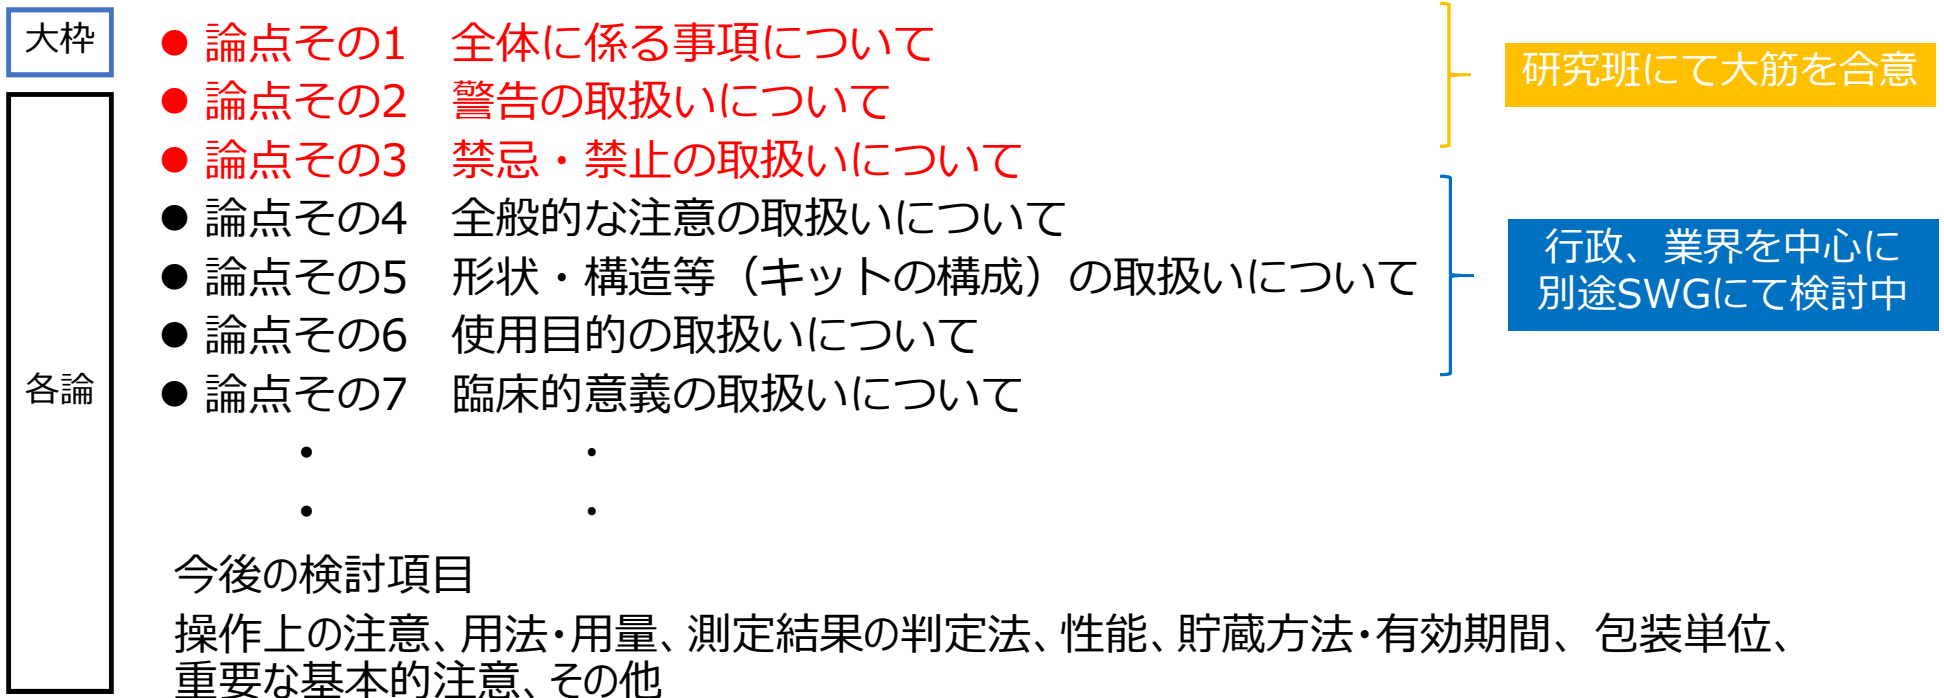 大枠
● 論点その1　全体に係る事項について
● 論点その2　警告の取扱いについて
● 論点その3　禁忌・禁止の取扱いについて
研究班にて大筋を合意
各論
● 論点その4　全般的な注意の取扱いについて
● 論点その5　形状・構造等（キットの構成）の取扱いについて
● 論点その6　使用目的の取扱いについて
● 論点その7　臨床的意義の取扱いについて
行政、業界を中心に
別途SWGにて検討中
・　　・
・　　・
今後の検討項目
操作上の注意、用法・用量、測定結果の判定法、性能、貯蔵方法・有効期間、包装単位、
重要な基本的注意、その他